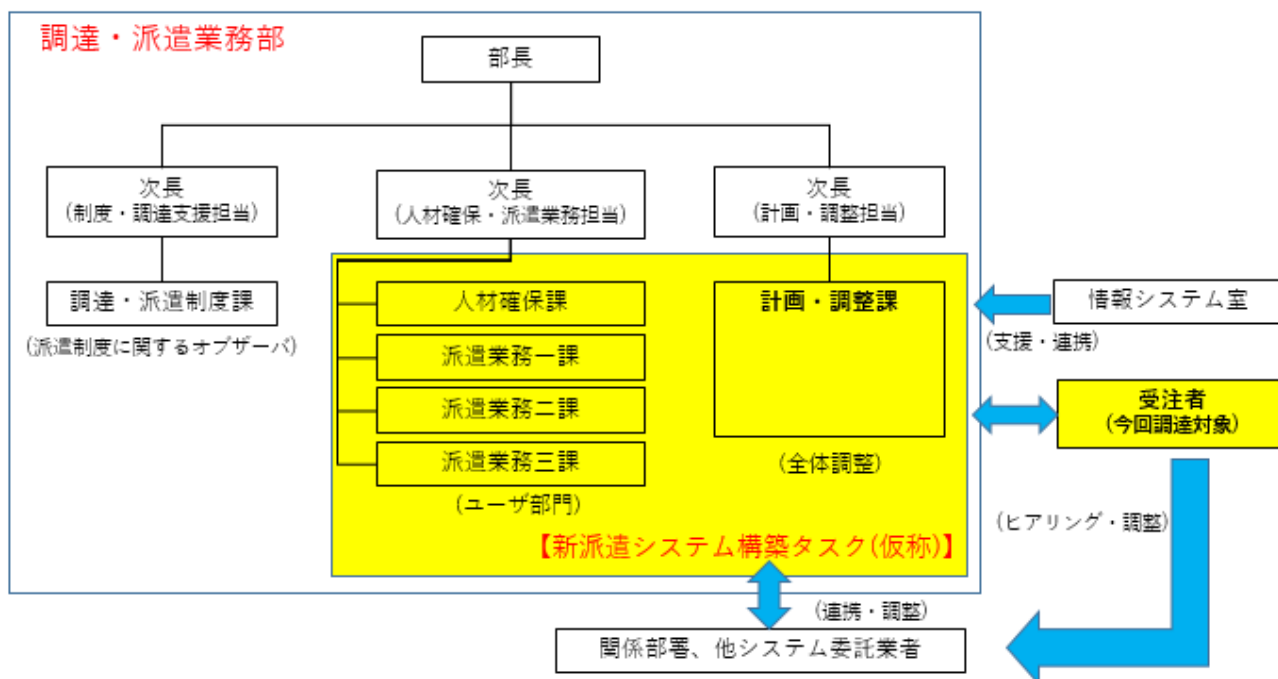 調達・派遣業務部
部長
次長
(制度・調達支援担当)
次長
(人材確保・派遣業務担当)
次長
(計画・調整担当)
調達・派遣制度課
(派遣制度に関するオブザーバ)
人材確保課
派遣業務一課
派遣業務二課
派遣業務三課
(ユーザ部門)
計画・調整課
(全体調整)
【新派遣システム構築タスク(仮称)】
情報システム室
(支援・連携)
受注者
(今回調達対象)
(ヒアリング・調整)
(連携・調整)
関係部署、他システム委託業者